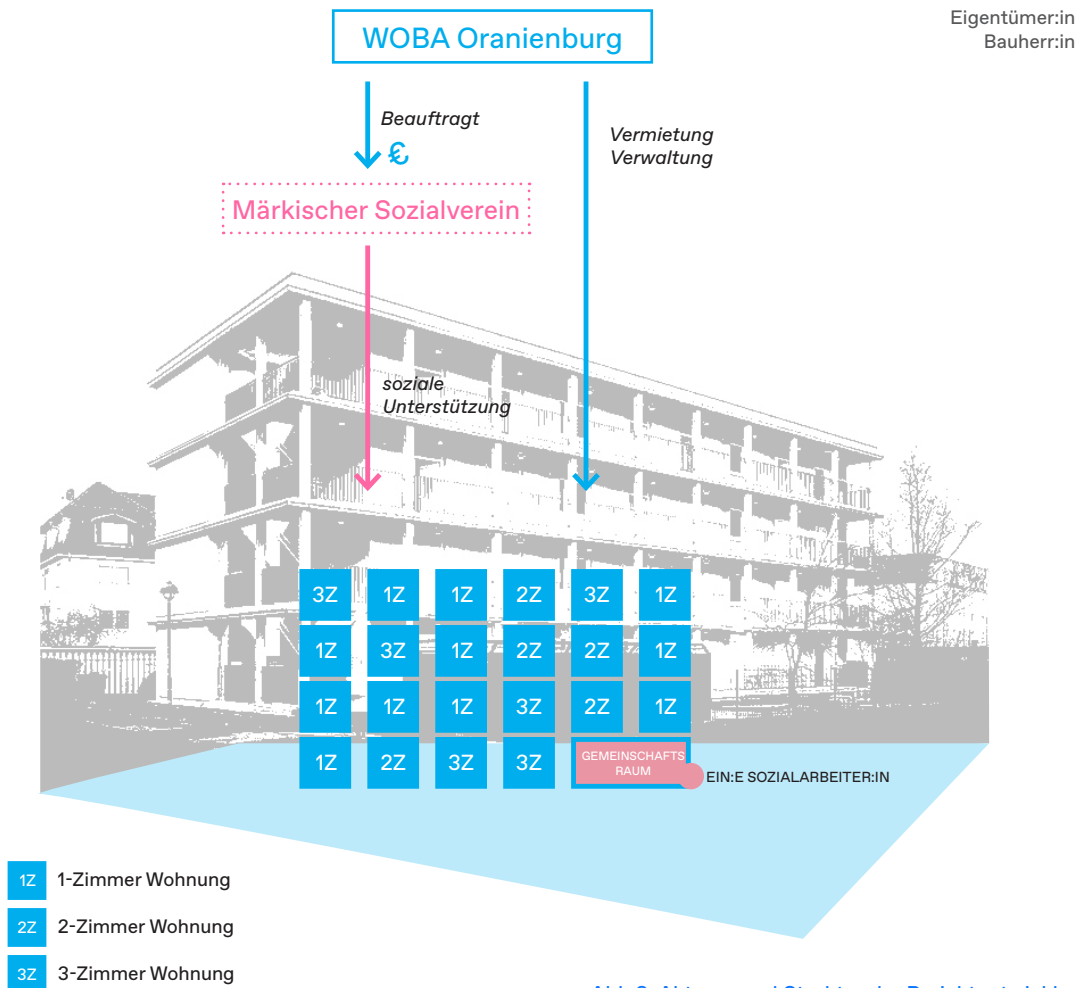 WOBA Oranienburg
Eigentümer:in
Bauherr:in
Beauftragt
€
Vermietung
Verwaltung
Märkischer Sozialverein
soziale
Unterstützung
3Z 1Z 1Z 2Z 3Z 1Z
1Z 3Z 1Z 2Z 2Z 1Z
1Z 1Z 1Z 3Z 2Z 1Z
1Z 2Z 3Z 3Z
GEMEINSCHAFTS
RAUM
EIN:E SOZIALARBEITER:IN
1Z 1-Zimmer Wohnung
2Z 2-Zimmer Wohnung
3Z 3-Zimmer Wohnung